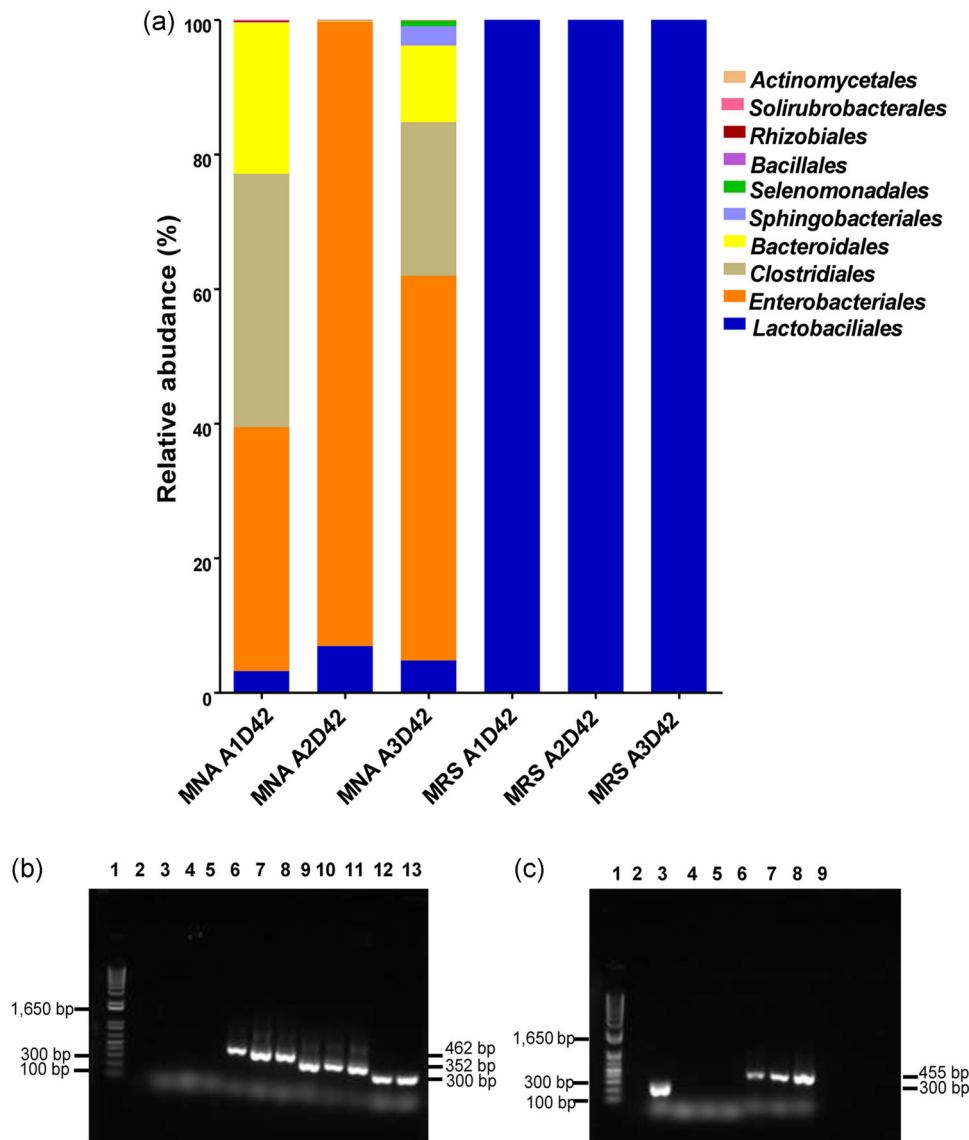 (a)
Relative abudance (%)
100
80
60
40
20
0
MNA A1D42
MNA A2D42
MNA A3D42
MRS A1D42
MRS A2D42
MRS A3D42
Actinomycetales
Solirubrobacterales
Rhizobiales
Bacillales
Selenomonadales
Sphingobacteriales
Bacteroidales
Clostridiales
Enterobacteriales
Lactobaciliales
(b)
1 2 3 4 5 6 7 8 9 10 11 12 13
1,650 bp
300 bp
100 bp
462 bp
352 bp
300 bp
(c)
1 2 3 4 5 6 7 8 9
1,650 bp
300 bp
100 bp
455 bp
300 bp